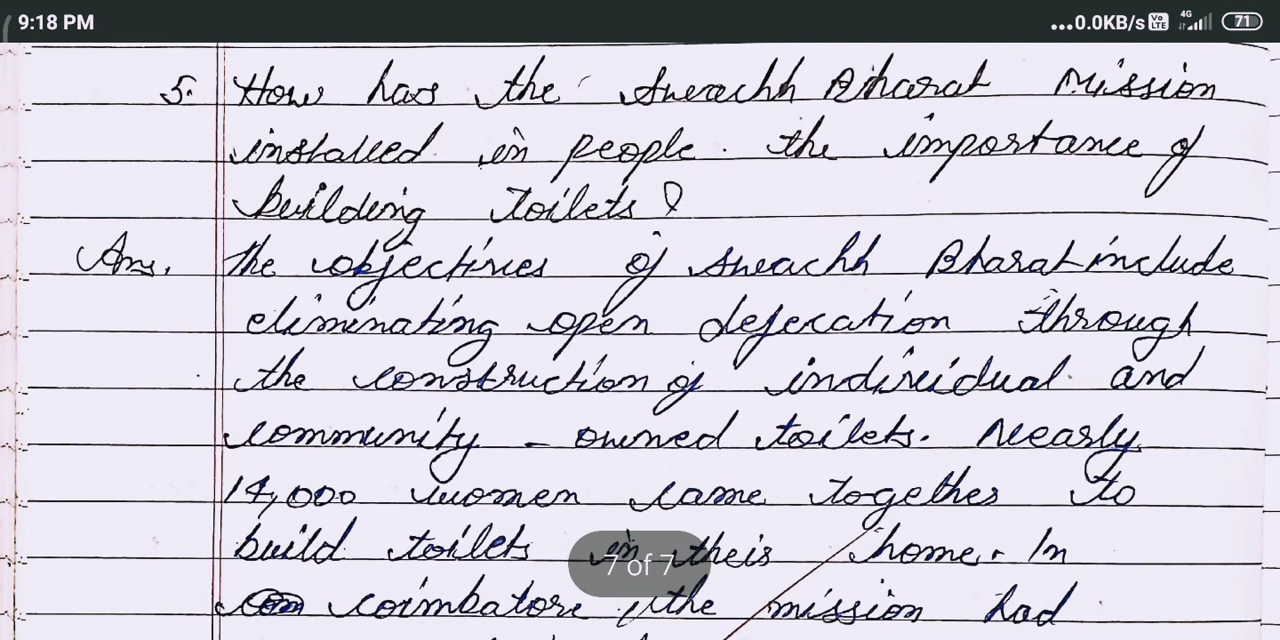 9:18 PM
...0.0KB/s Vo LTE 4G 71
5. How has the Swachh Bharat Mission
installed in people. the importance of
building toilets?
Ans. The objectives of Swachh Bharat include
eliminating open defecation through
the construction of individual and
community - owned toilets. Nearly
14,000 women came together to
build toilets in their home. In
coimbatore, the mission had
7 of 7